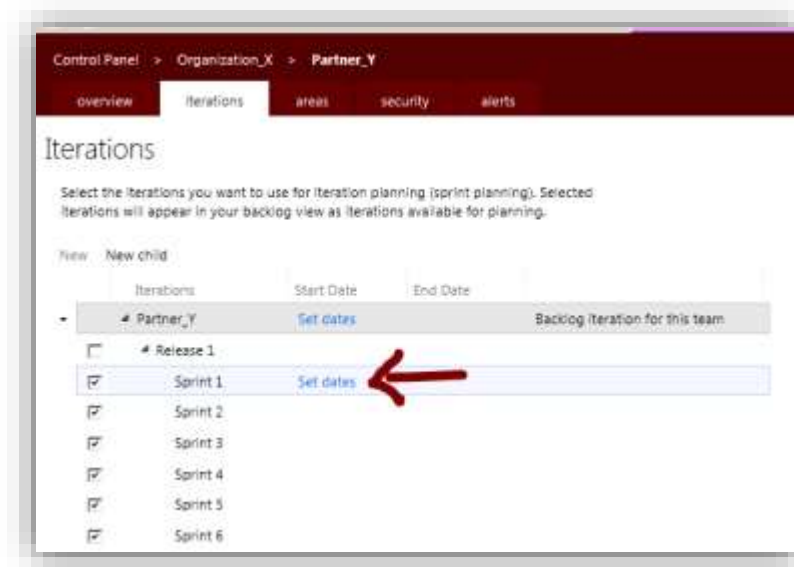 Control Panel > Organization_X > Partner_Y
overview iterations areas security alerts
Iterations
Select the iterations you want to use for iteration planning (sprint planning). Selected
iterations will appear in your backlog view as iterations available for planning.
New New child
Iterations Start Date End Date
Partner_Y Set dates Backlog iteration for this team
Release 1
Sprint 1 Set dates
Sprint 2
Sprint 3
Sprint 4
Sprint 5
Sprint 6